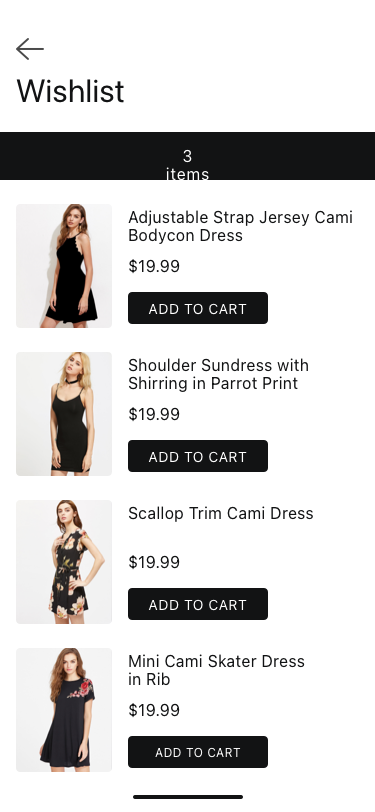 Wishlist
3
items
Adjustable Strap Jersey Cami
Bodycon Dress
$19.99
ADD TO CART
Shoulder Sundress with
Shirring in Parrot Print
$19.99
ADD TO CART
Scallop Trim Cami Dress
$19.99
ADD TO CART
Mini Cami Skater Dress
in Rib
$19.99
ADD TO CART